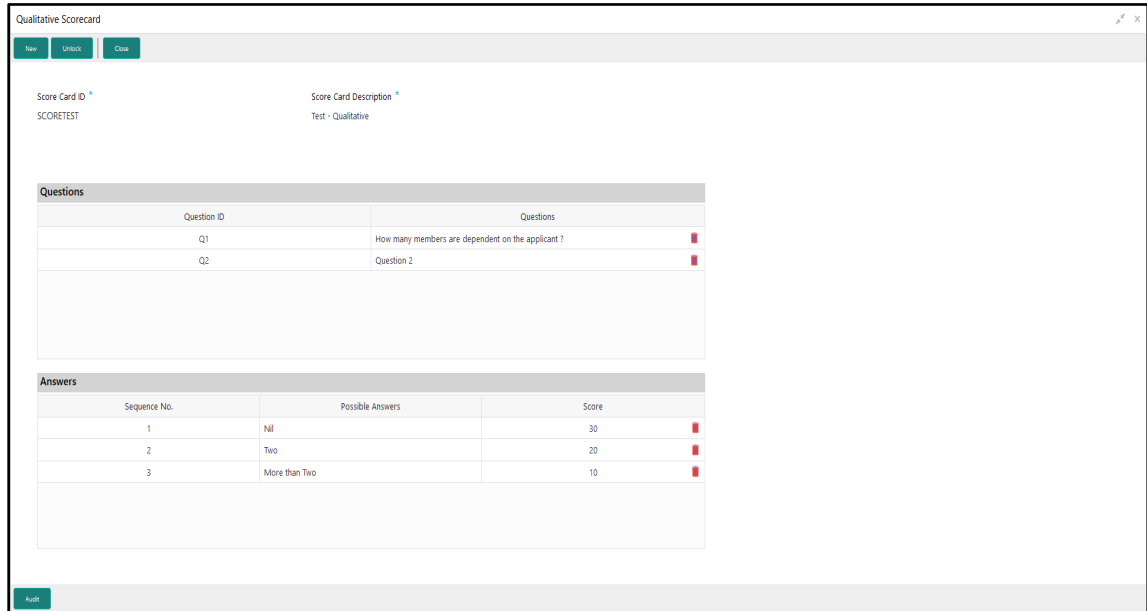 Qualitative Scorecard
New Unlock Close
Score Card ID * Score Card Description *
SCORETEST Test - Qualitative
Questions
Question ID Questions
Q1 How many members are dependent on the applicant ?
Q2 Question 2
Answers
Sequence No. Possible Answers Score
1 Nil 30
2 Two 20
3 More than Two 10
Audit